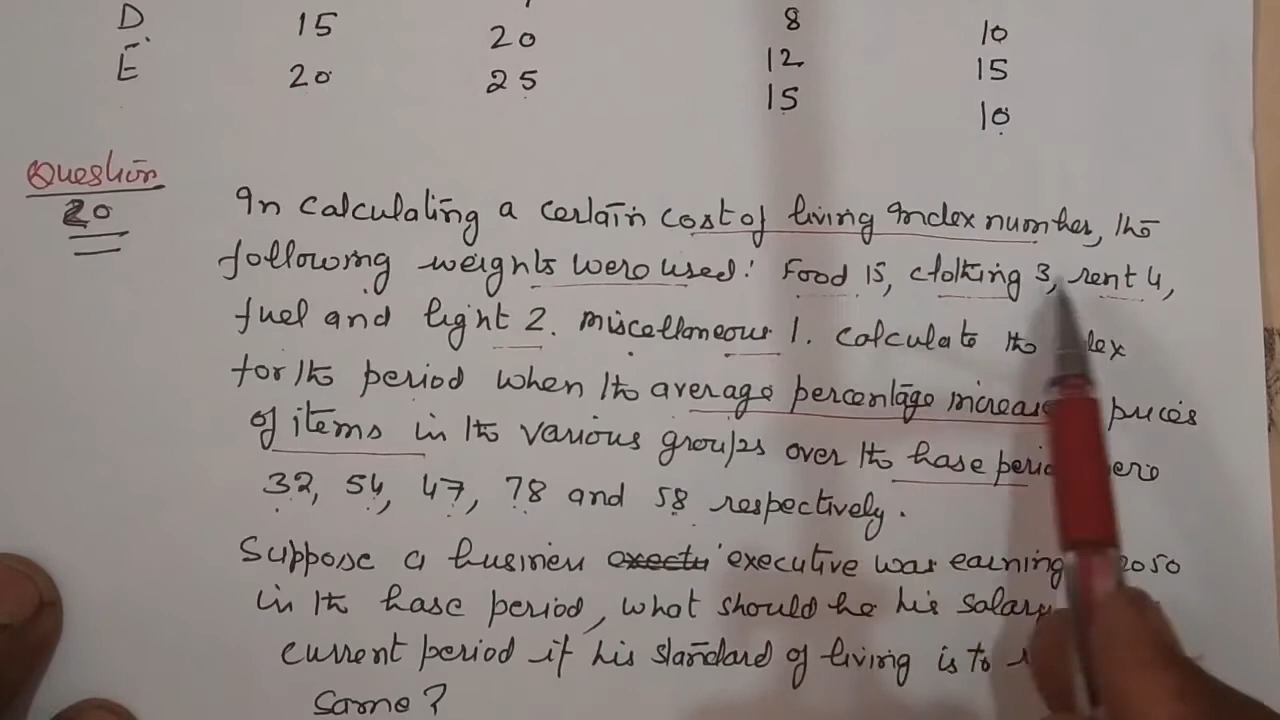 D 15 20 8 10
E 20 25 12 15
15 10
Question
20
In calculating a certain cost of living Index number, the
following weights were used: Food 15, clothing 3, rent 4,
fuel and light 2. Miscellaneous 1. Calculate the
for the period when the average percentage increase prices
of items in the various groups over the base period were
32, 54, 47, 78 and 58 respectively.
Suppose a business executive was earning 2050
in the base period, what should be his salary
current period if his standard of living is to
same?